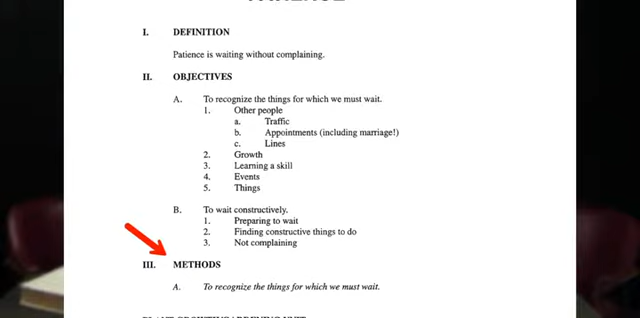 I. DEFINITION
Patience is waiting without complaining.
II. OBJECTIVES
A. To recognize the things for which we must wait.
1. Other people
a. Traffic
b. Appointments (including marriage!)
c. Lines
2. Growth
3. Learning a skill
4. Events
5. Things
B. To wait constructively.
1. Preparing to wait
2. Finding constructive things to do
3. Not complaining
III. METHODS
A. To recognize the things for which we must wait.